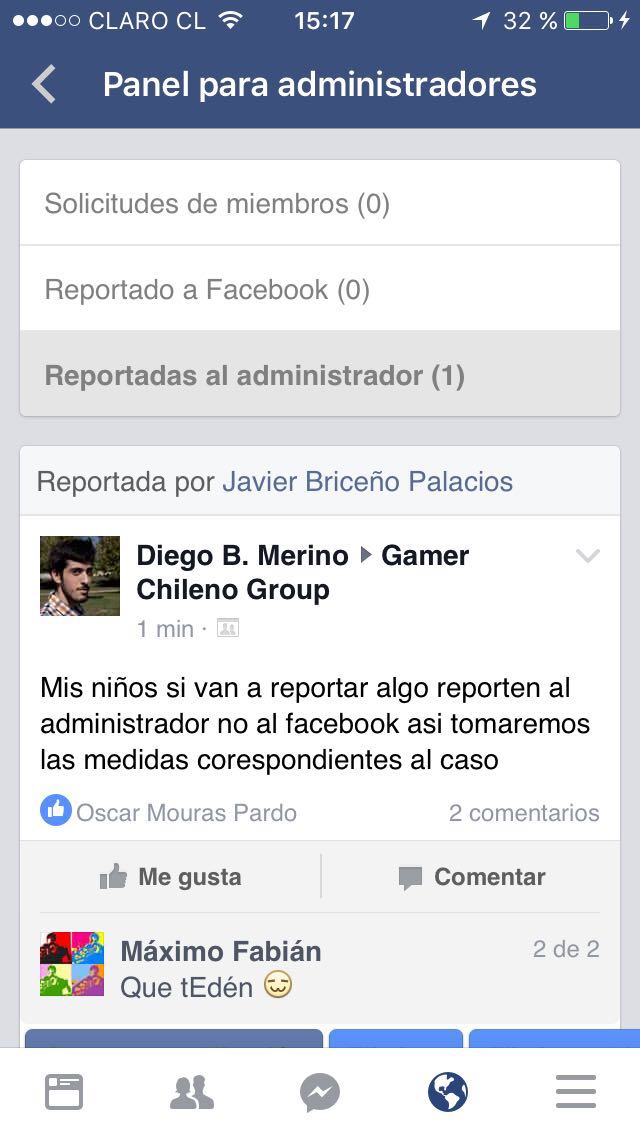 CLARO CL 15:17 32 %
Panel para administradores
Solicitudes de miembros (0)
Reportado a Facebook (0)
Reportadas al administrador (1)
Reportada por Javier Briceño Palacios
Diego B. Merino Gamer
Chileno Group
1 min ·
Mis niños si van a reportar algo reporten al
administrador no al facebook asi tomaremos
las medidas corespondientes al caso
Oscar Mouras Pardo 2 comentarios
Me gusta Comentar
Máximo Fabián 2 de 2
Que tEdén 😊